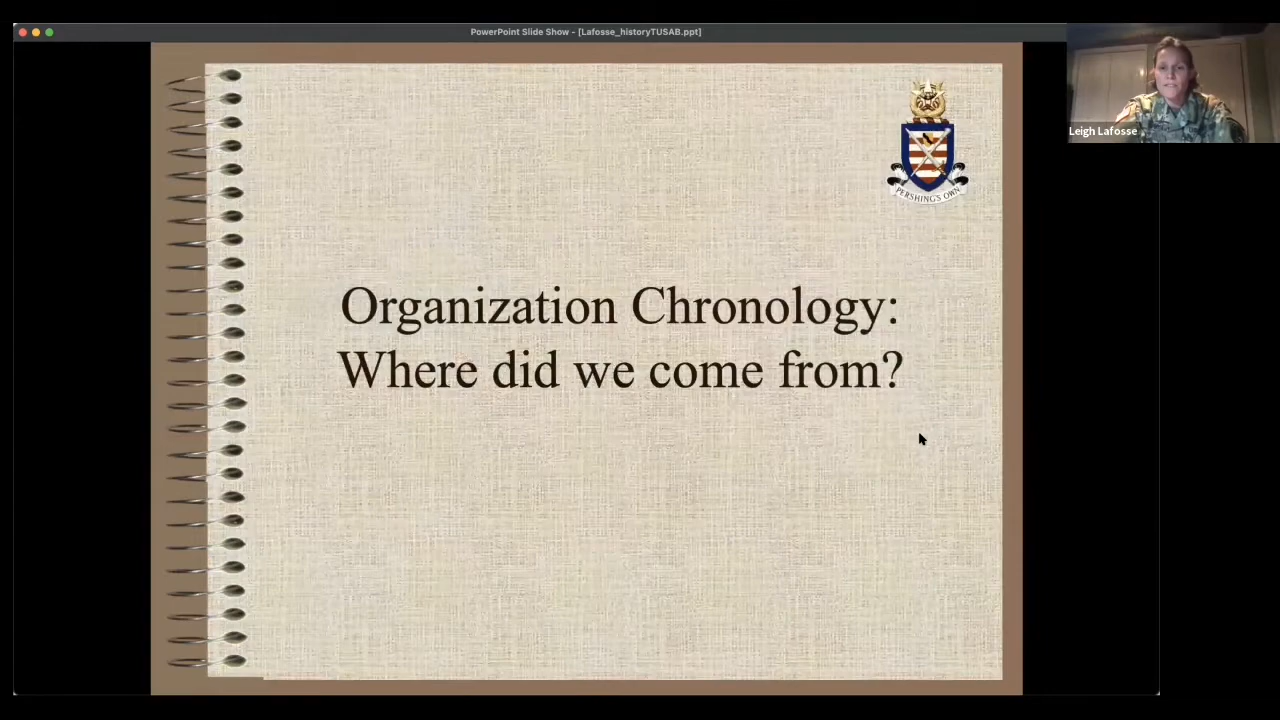 PowerPoint Slide Show - [Lafosse_historyTUSAB.ppt]
Leigh Lafosse
PERSHING'S OWN
Organization Chronology:
Where did we come from?